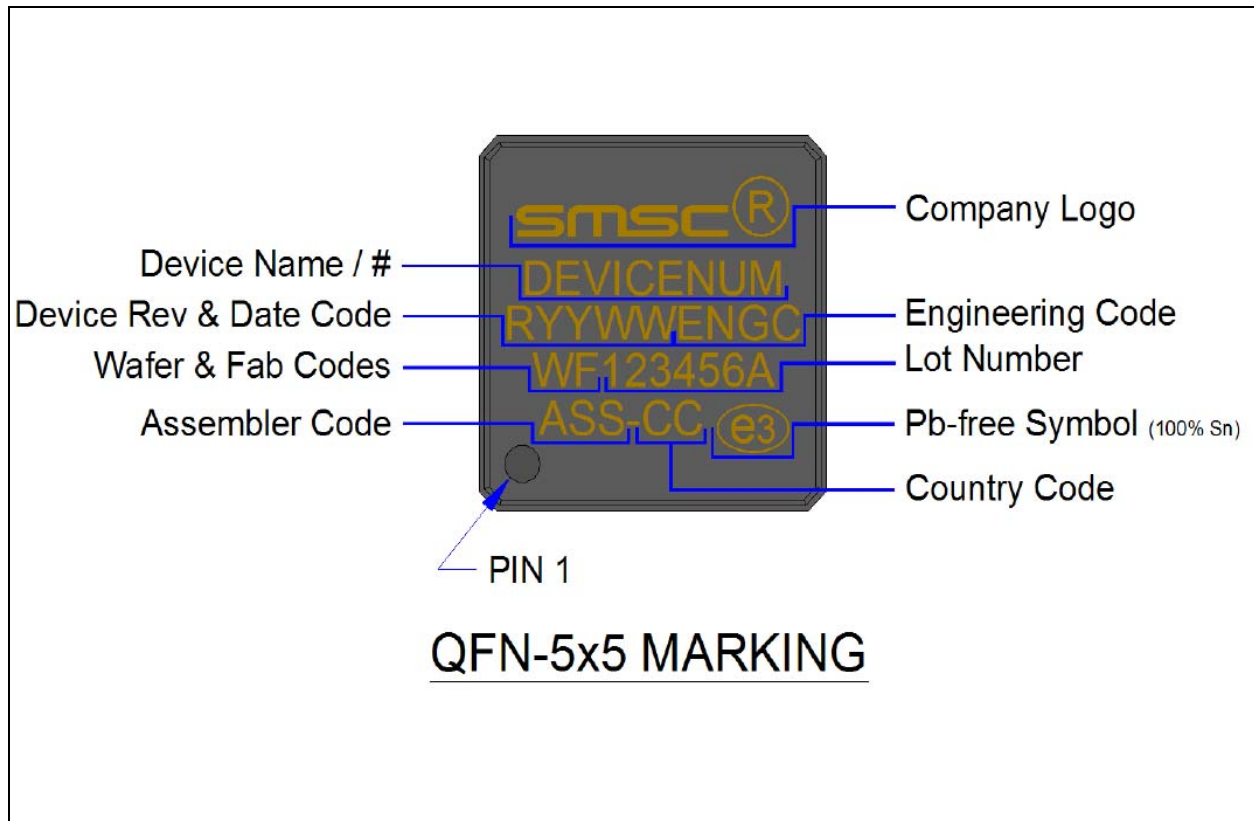 smsc®
Company Logo
Device Name / #
DEVICENUM
Device Rev & Date Code
RYYWWENGC
Engineering Code
Wafer & Fab Codes
WF123456A
Lot Number
Assembler Code
ASS-CC e3
Pb-free Symbol (100% Sn)
Country Code
PIN 1
QFN-5x5 MARKING